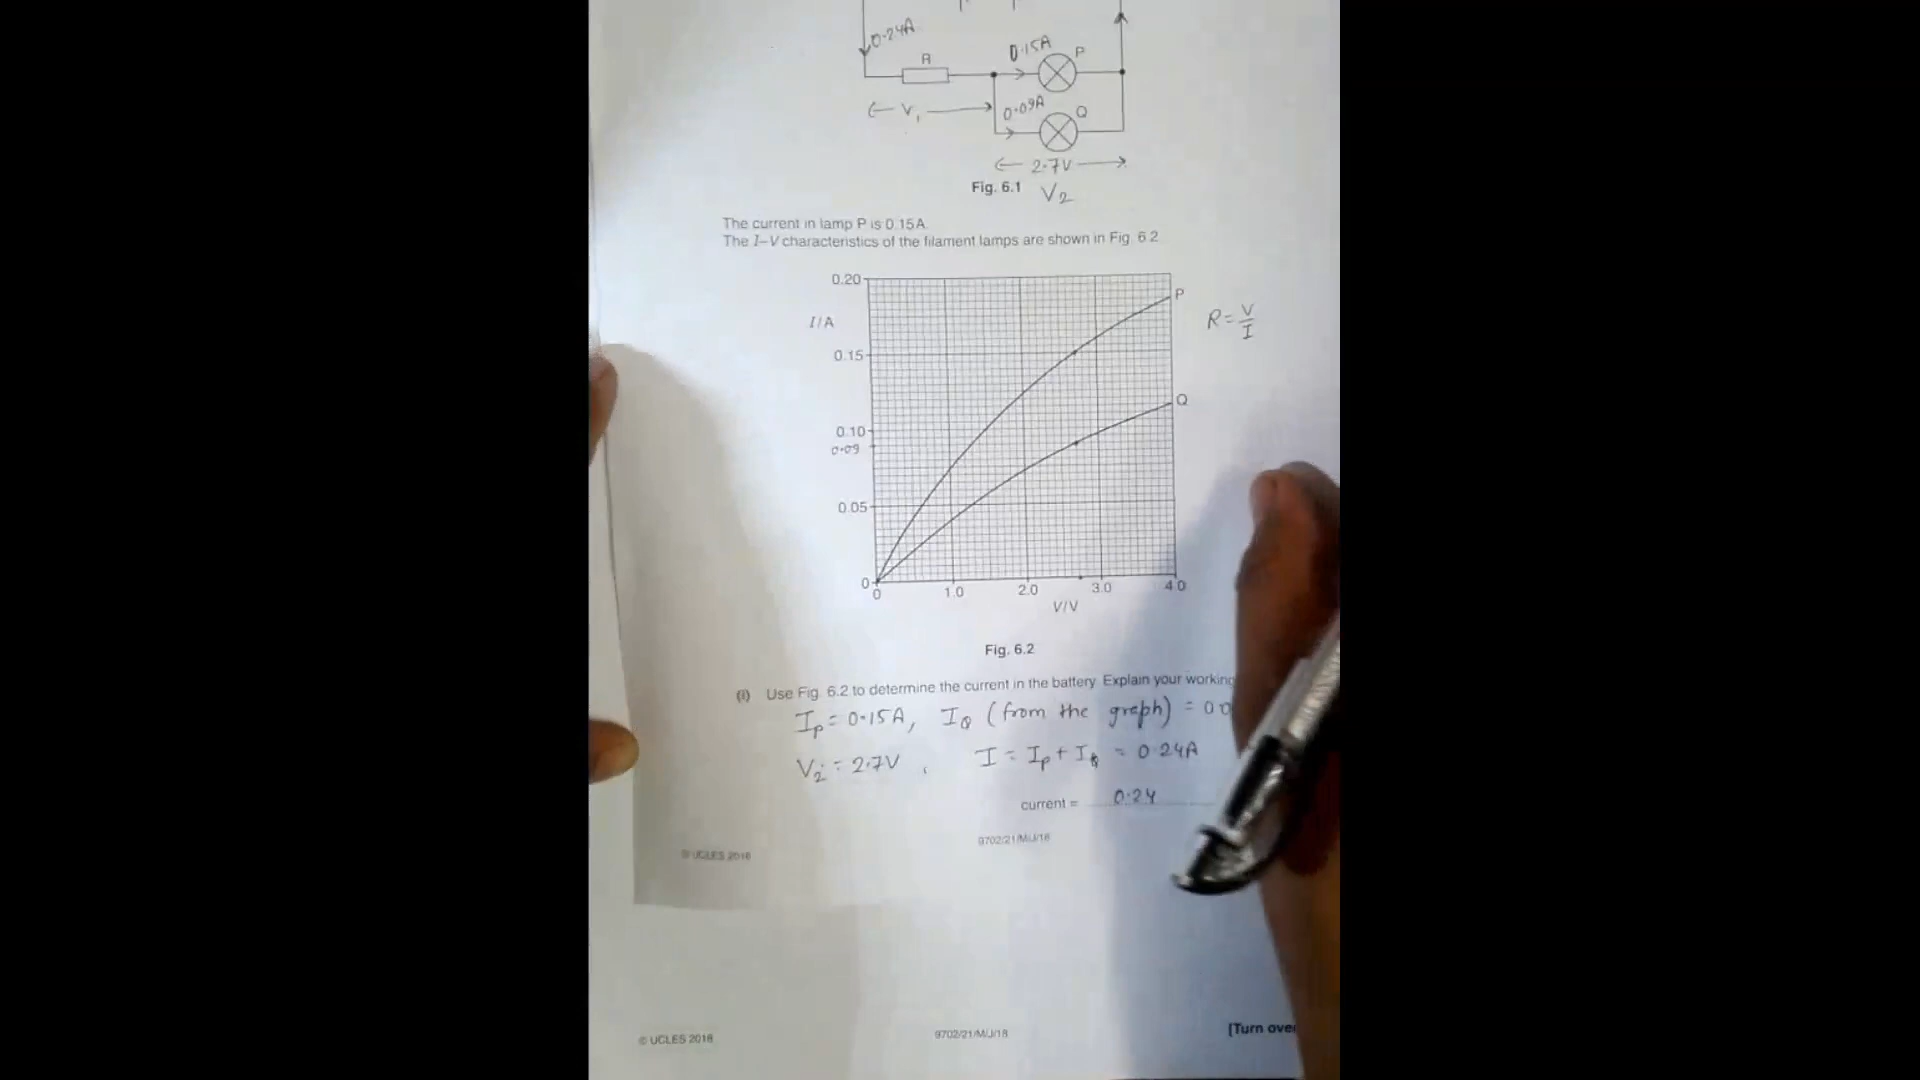 0.24A
R
0.15A
P
V1
0.09A
Q
2.7V
Fig. 6.1
V2
The current in lamp P is 0.15A.
The I–V characteristics of the filament lamps are shown in Fig. 6.2
0.20
P
I/A
R = V/I
0.15
Q
0.10
0.09
0.05
0
0
1.0
2.0
3.0
4.0
V/V
Fig. 6.2
(i) Use Fig. 6.2 to determine the current in the battery. Explain your working
Ip = 0.15A, IQ (from the graph) = 0.0
V2 = 2.7V, I = Ip + IQ = 0.24A
current = 0.24
9702/21/M/J/18
© UCLES 2018
© UCLES 2018
9702/21/M/J/18
[Turn over